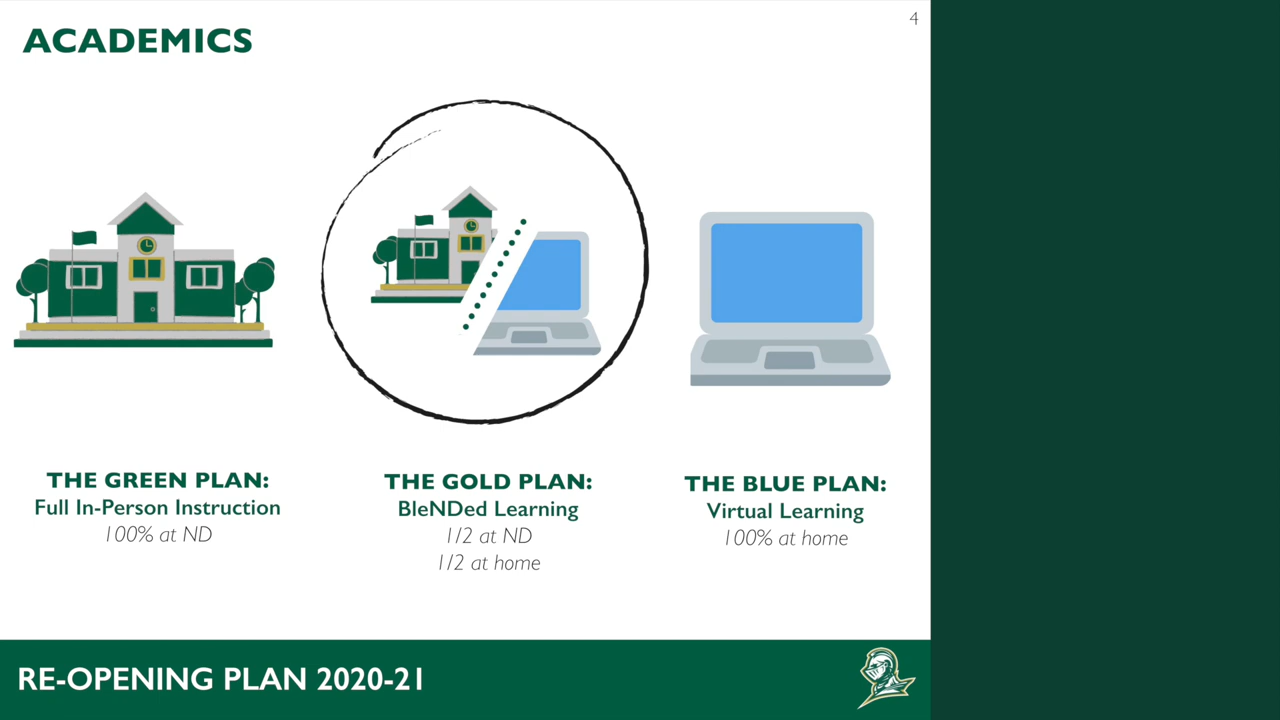 4
ACADEMICS
THE GREEN PLAN:
Full In-Person Instruction
100% at ND
THE GOLD PLAN:
BleNDed Learning
1/2 at ND
1/2 at home
THE BLUE PLAN:
Virtual Learning
100% at home
RE-OPENING PLAN 2020-21